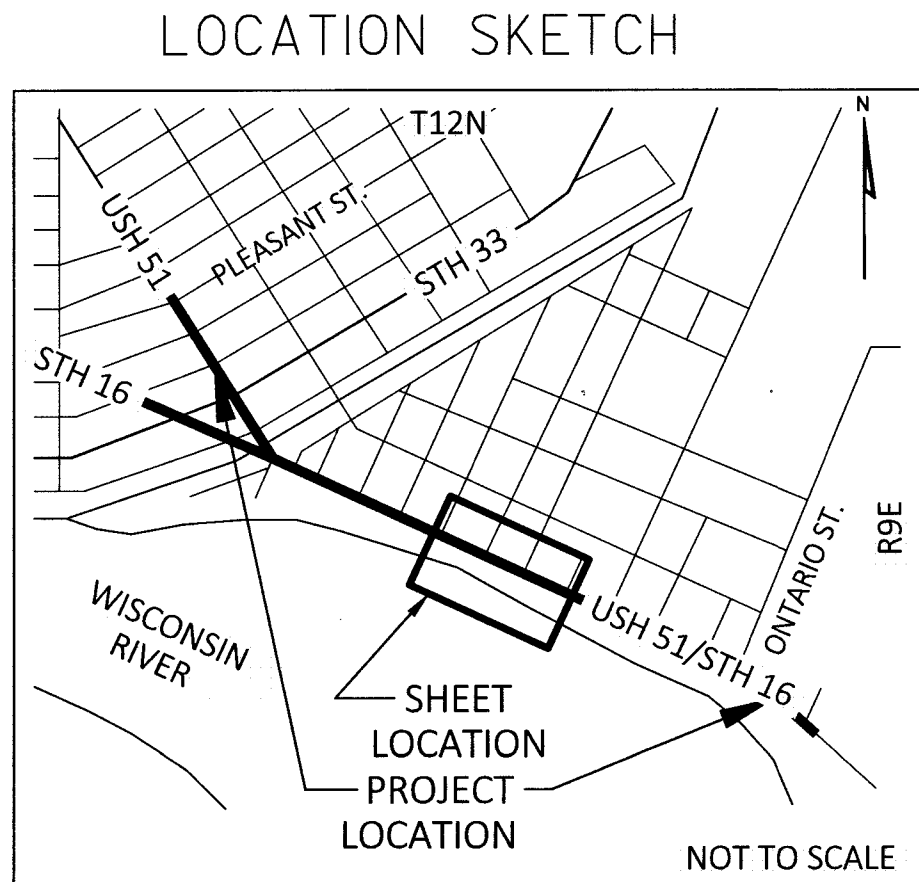 LOCATION SKETCH
T12N
N
USH 51
PLEASANT ST.
STH 33
STH 16
ONTARIO ST.
R9E
WISCONSIN
RIVER
USH 51/STH 16
SHEET
LOCATION
PROJECT
LOCATION
NOT TO SCALE